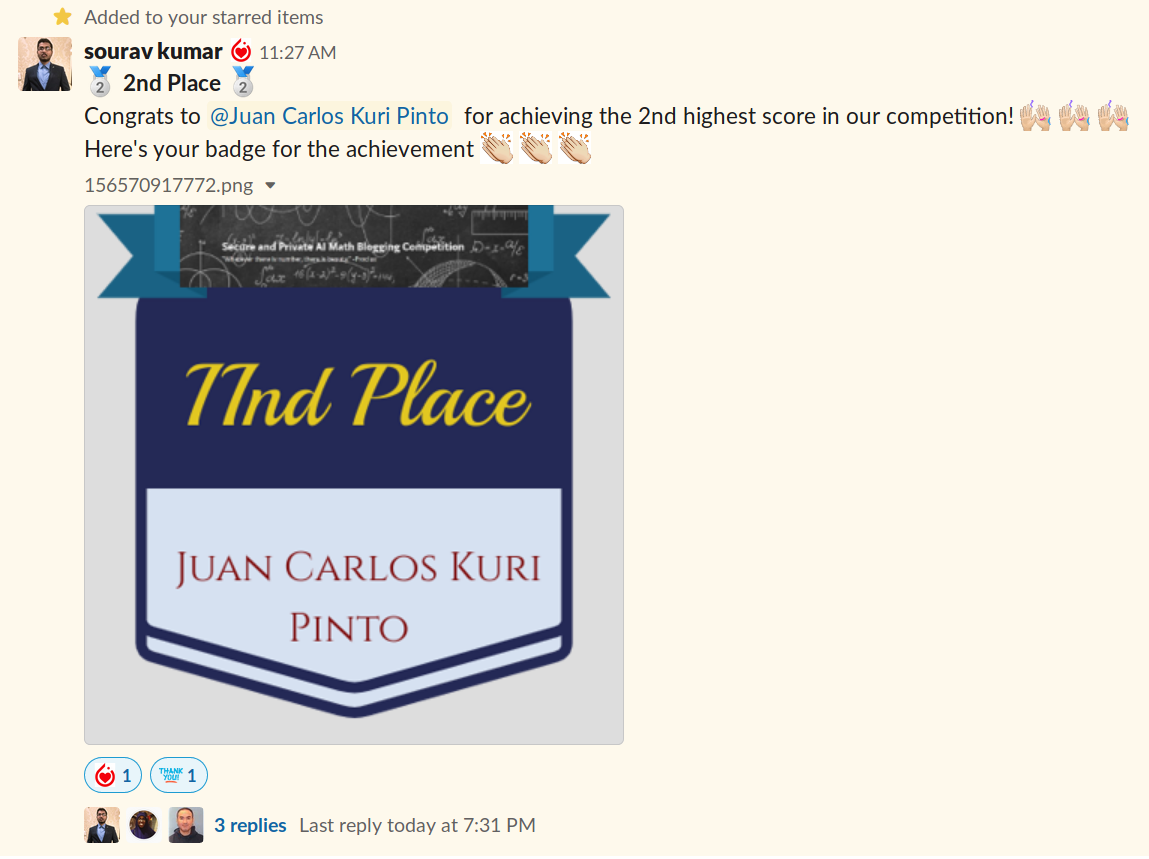 Added to your starred items
sourav kumar 11:27 AM
2 2nd Place 2
Congrats to @Juan Carlos Kuri Pinto for achieving the 2nd highest score in our competition!
Here's your badge for the achievement
156570917772.png
Secure and Private AI Math Blogging Competition
"Wherever there is number, there is beauty." -Proclus
IInd Place
Juan Carlos Kuri
Pinto
1 THANK YOU! 1
3 replies Last reply today at 7:31 PM